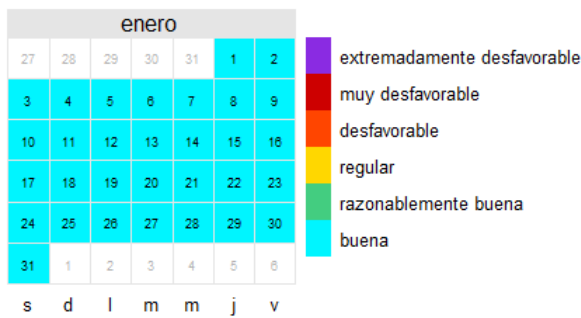 enero
27 28 29 30 31 1 2
3 4 5 6 7 8 9
10 11 12 13 14 15 16
17 18 19 20 21 22 23
24 25 26 27 28 29 30
31 1 2 3 4 5 6
s d l m m j v
extremadamente desfavorable
muy desfavorable
desfavorable
regular
razonablemente buena
buena